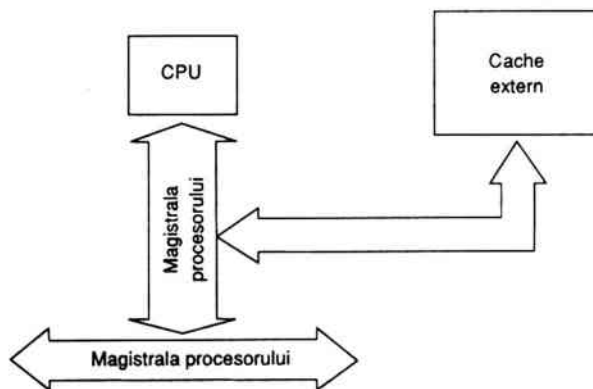 CPU
Cache
extern
Magistrala
procesorului
Magistrala procesorului